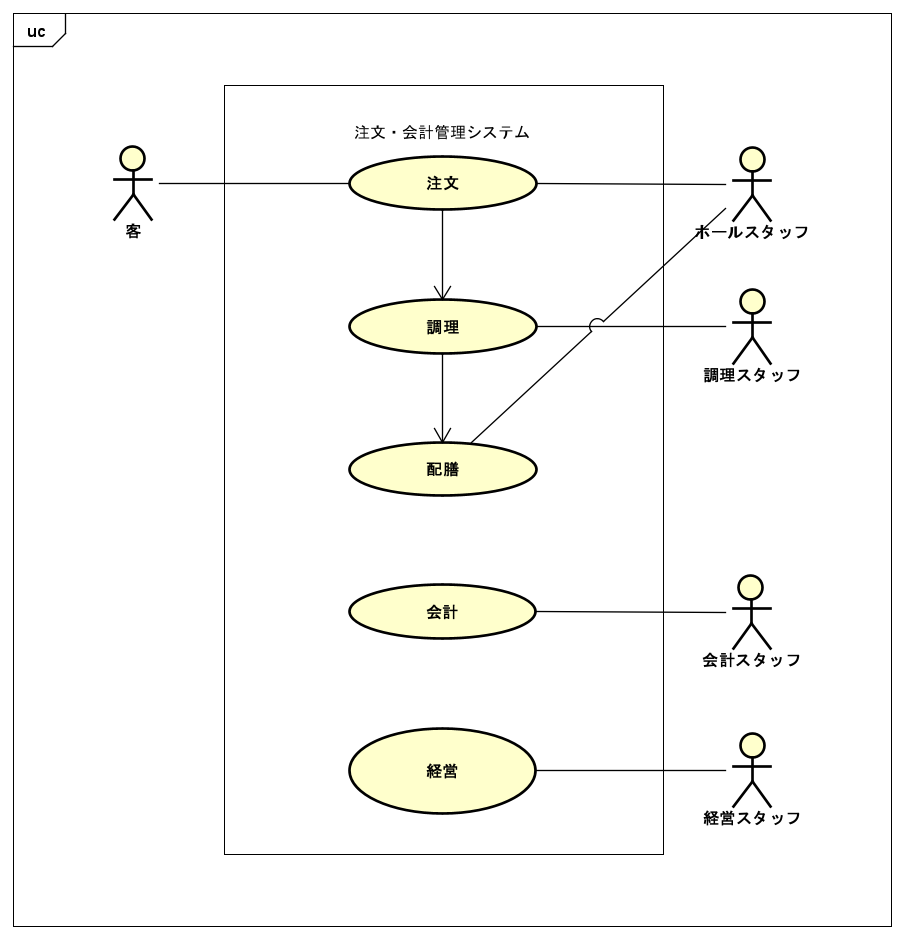 uc
注文・会計管理システム
注文
客
ホールスタッフ
調理
調理スタッフ
配膳
会計
会計スタッフ
経営
経営スタッフ